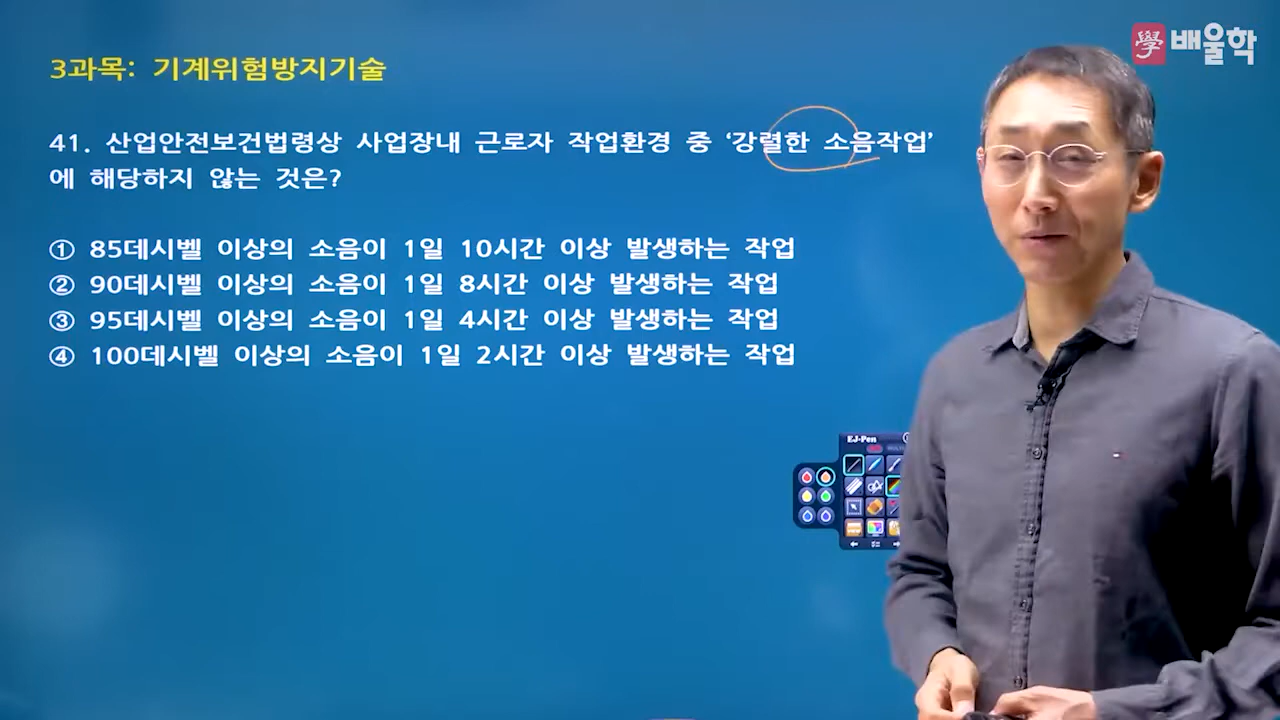 學 배울학
3과목: 기계위험방지기술
41. 산업안전보건법령상 사업장내 근로자 작업환경 중 ‘강렬한 소음작업’
에 해당하지 않는 것은?
① 85데시벨 이상의 소음이 1일 10시간 이상 발생하는 작업
② 90데시벨 이상의 소음이 1일 8시간 이상 발생하는 작업
③ 95데시벨 이상의 소음이 1일 4시간 이상 발생하는 작업
④ 100데시벨 이상의 소음이 1일 2시간 이상 발생하는 작업
EJ-Pen